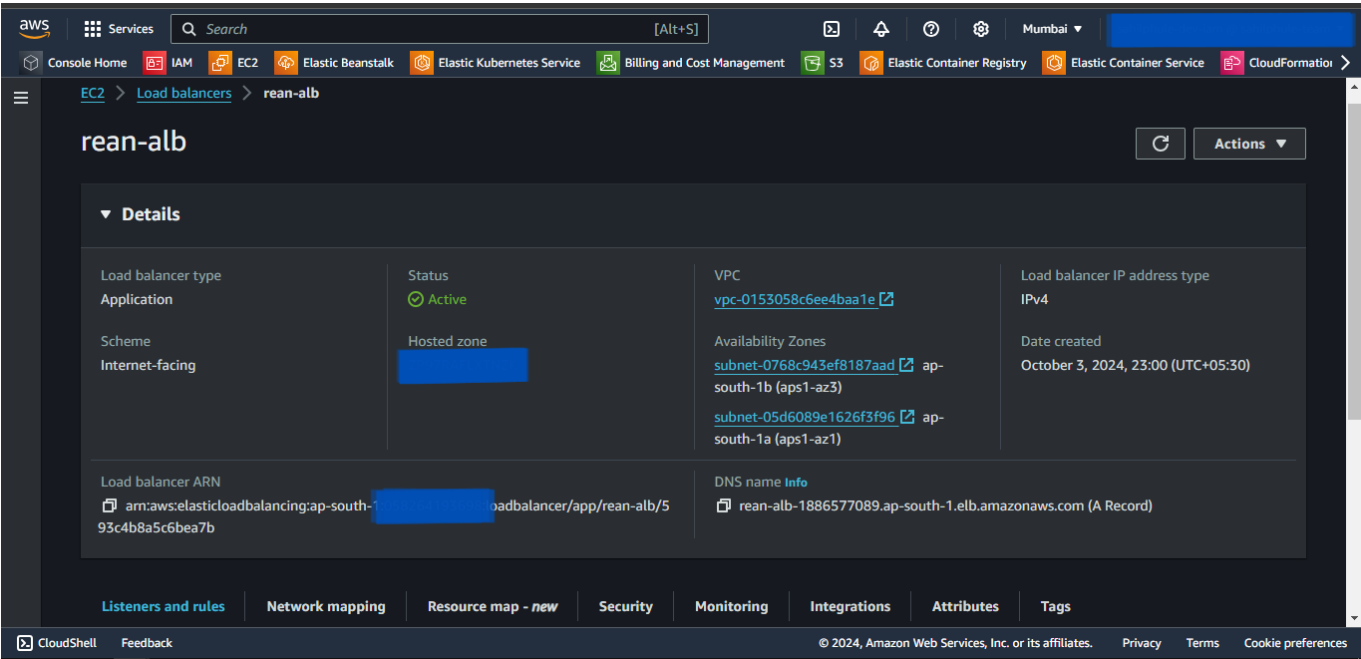 aws Services Search [Alt+S] Mumbai
Console Home IAM EC2 Elastic Beanstalk Elastic Kubernetes Service Billing and Cost Management S3 Elastic Container Registry Elastic Container Service CloudFormation
EC2 > Load balancers > rean-alb
rean-alb
Actions
Details
Load balancer type
Application
Status
Active
VPC
vpc-0153058c6ee4baa1e
Load balancer IP address type
IPv4
Scheme
Internet-facing
Hosted zone
Availability Zones
subnet-0768c943ef8187aad ap-
south-1b (aps1-az3)
subnet-05d6089e1626f3f96 ap-
south-1a (aps1-az1)
Date created
October 3, 2024, 23:00 (UTC+05:30)
Load balancer ARN
arn:aws:elasticloadbalancing:ap-south- loadbalancer/app/rean-alb/5
93c4b8a5c6bea7b
DNS name Info
rean-alb-1886577089.ap-south-1.elb.amazonaws.com (A Record)
Listeners and rules Network mapping Resource map - new Security Monitoring Integrations Attributes Tags
CloudShell Feedback © 2024, Amazon Web Services, Inc. or its affiliates. Privacy Terms Cookie preferences